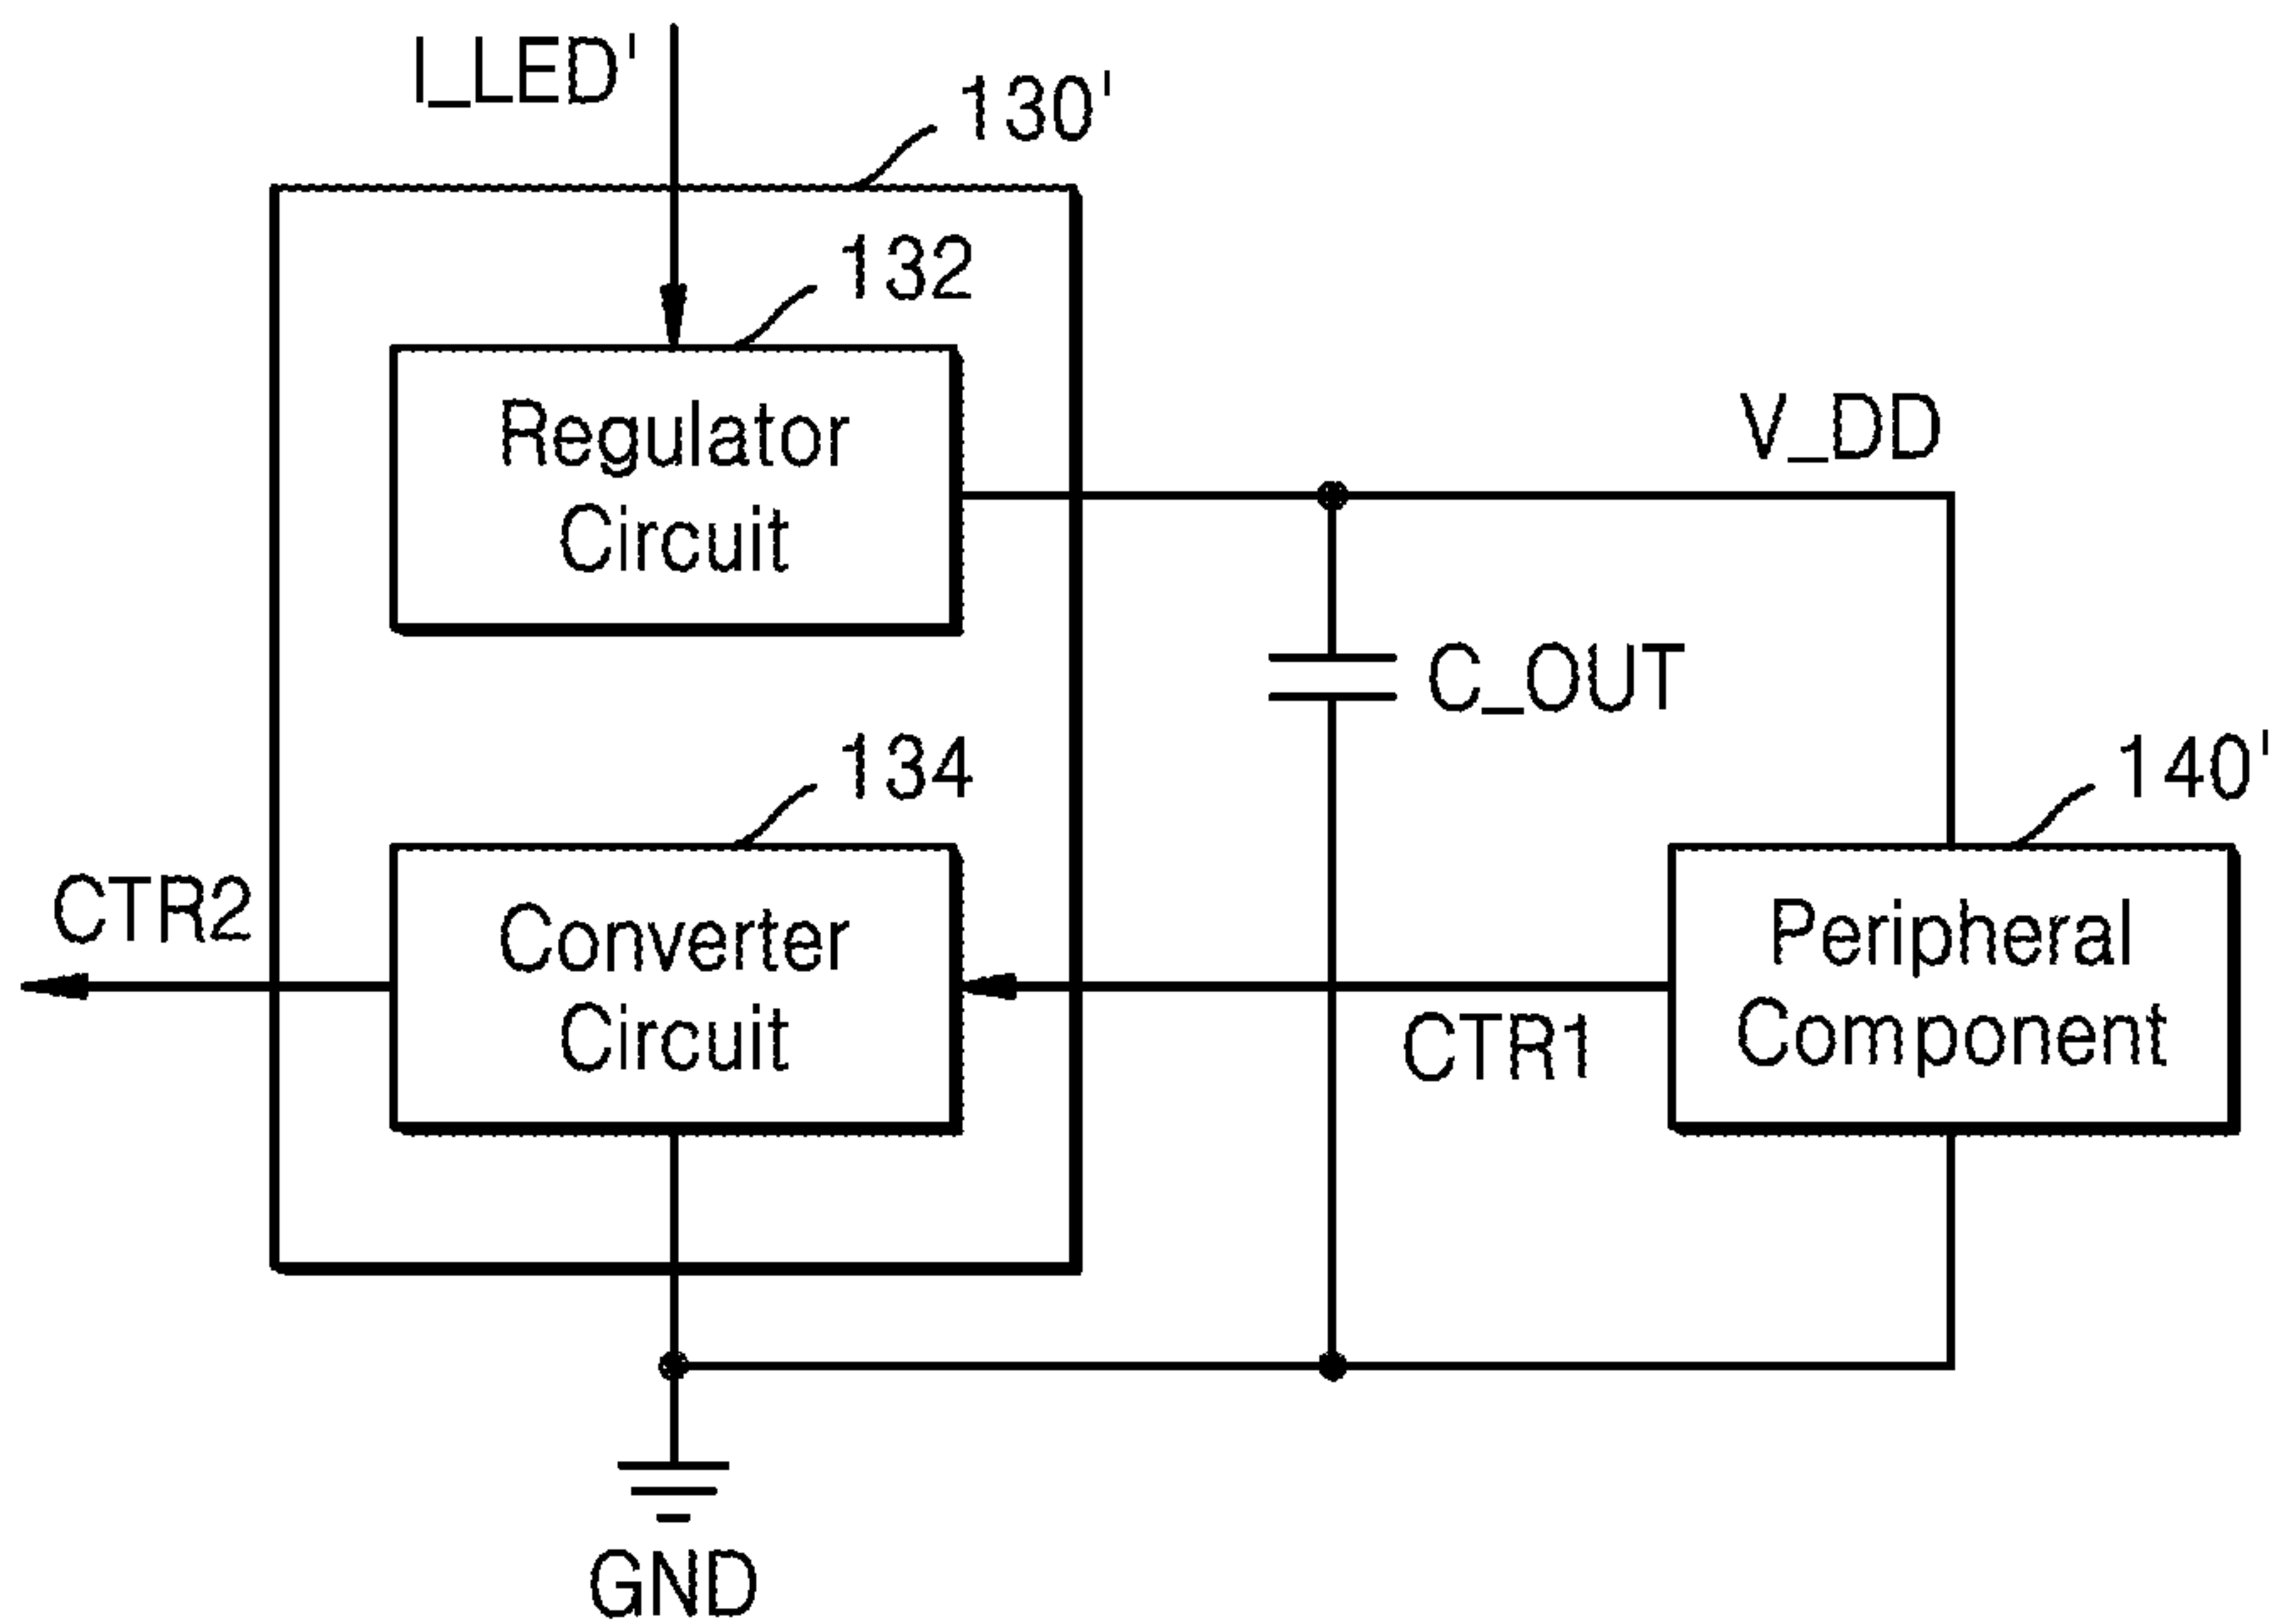 I_LED'
130'
132
Regulator
Circuit
V_DD
C_OUT
134
140'
CTR2
Converter
Circuit
Peripheral
Component
CTR1
GND